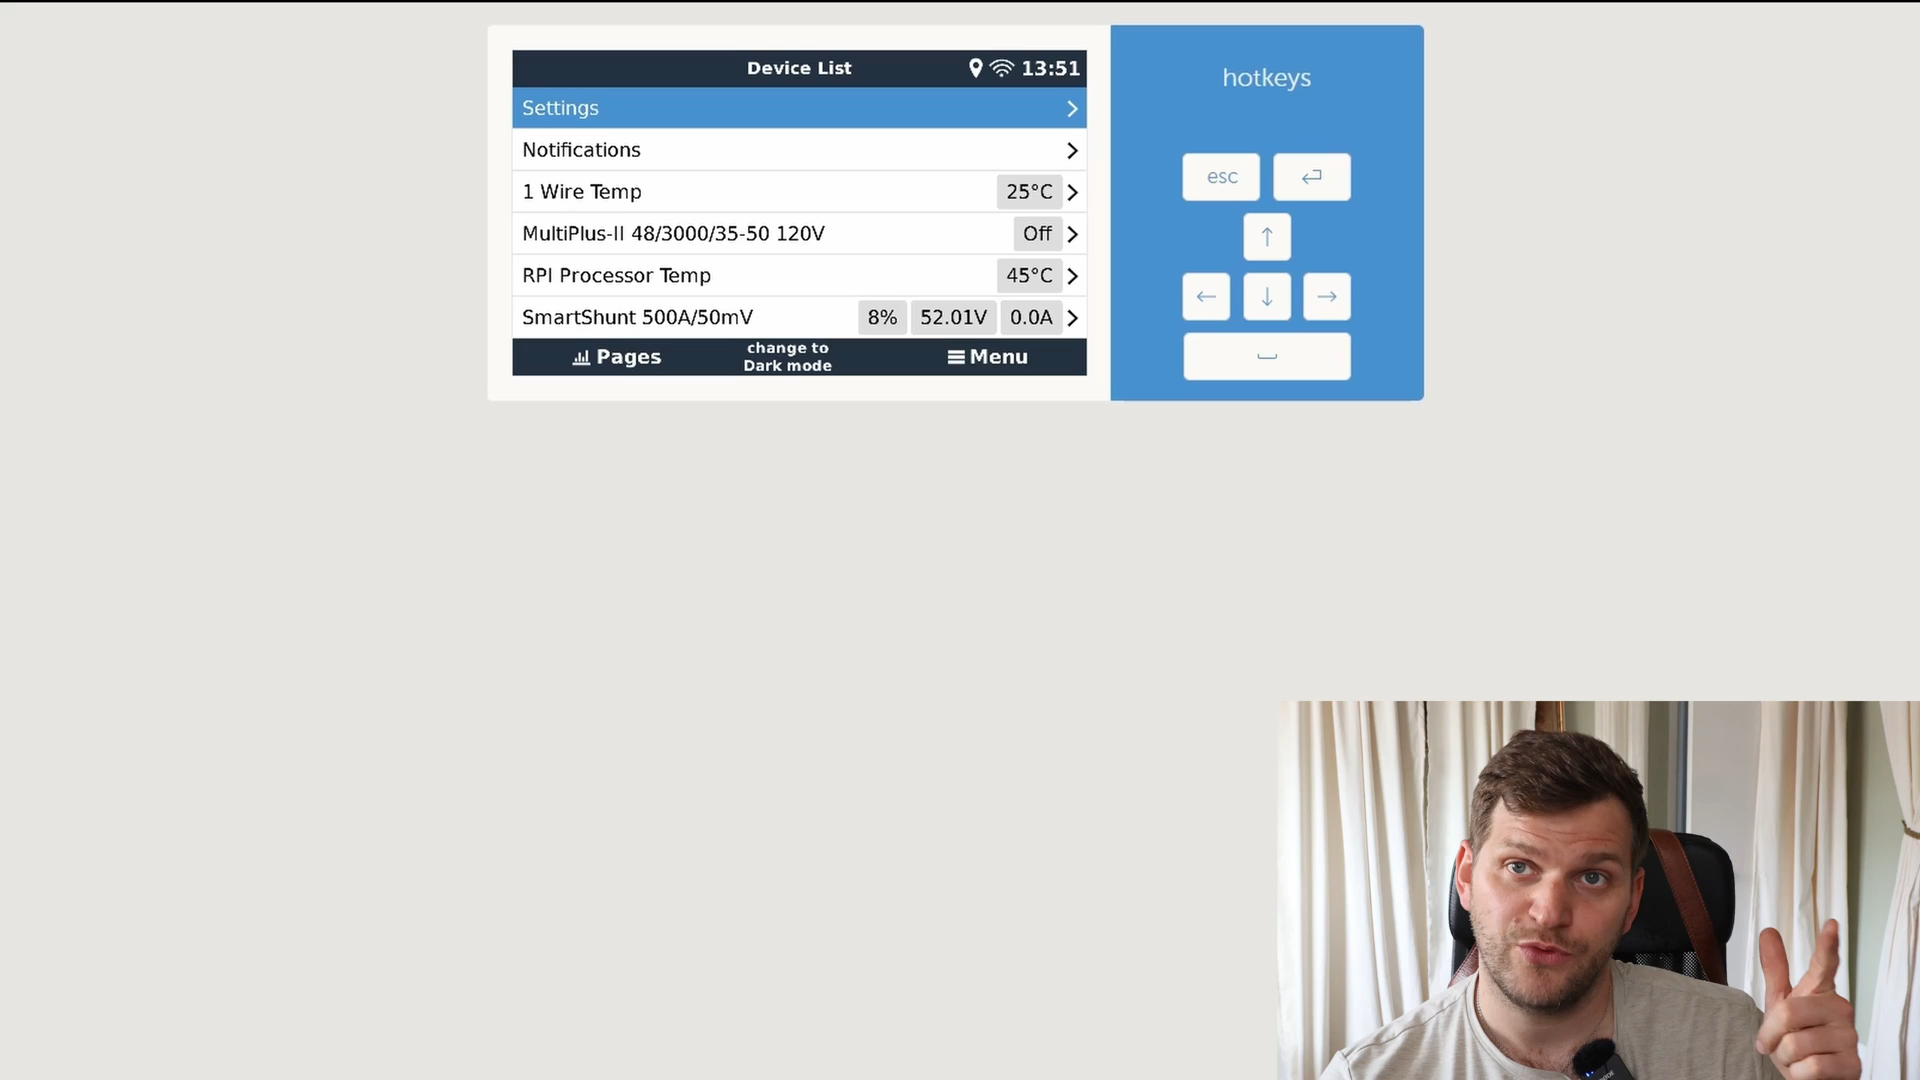 Device List 13:51
Settings
Notifications
1 Wire Temp 25°C
MultiPlus-II 48/3000/35-50 120V Off
RPI Processor Temp 45°C
SmartShunt 500A/50mV 8% 52.01V 0.0A
Pages change to Dark mode Menu
hotkeys
esc